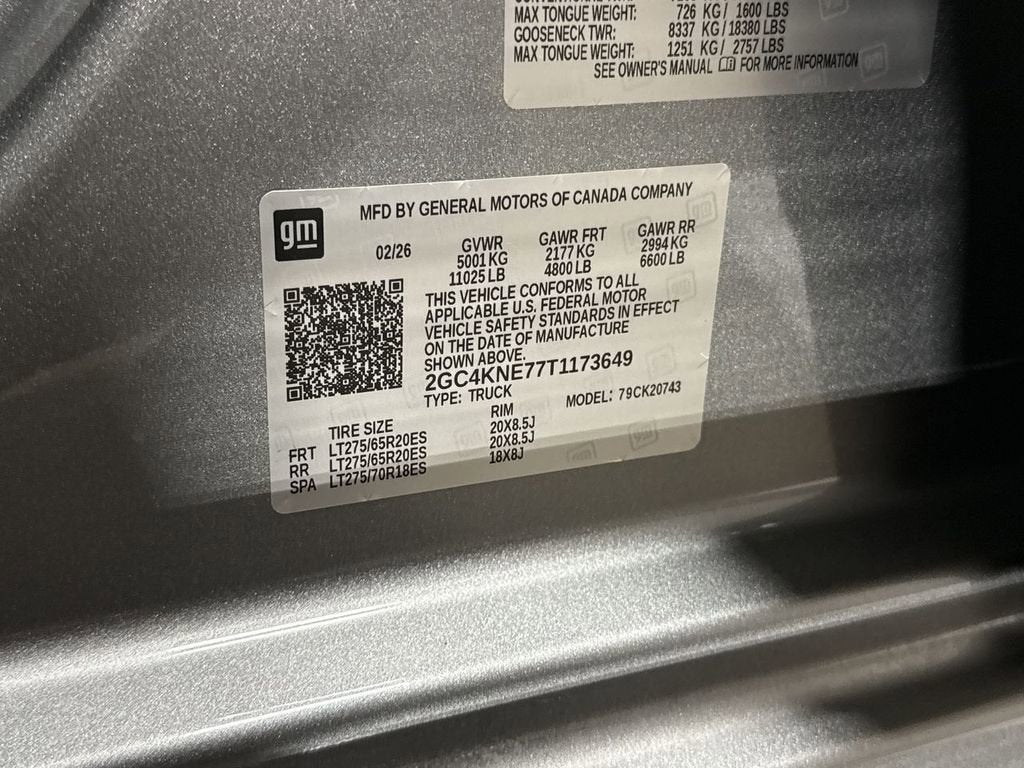 MAX TONGUE WEIGHT: 726 KG / 1600 LBS
GOOSENECK TWR: 8337 KG / 18380 LBS
MAX TONGUE WEIGHT: 1251 KG / 2757 LBS
SEE OWNER'S MANUAL FOR MORE INFORMATION
gm
MFD BY GENERAL MOTORS OF CANADA COMPANY
02/26 GVWR GAWR FRT GAWR RR
5001 KG 2177 KG 2994 KG
11025 LB 4800 LB 6600 LB
THIS VEHICLE CONFORMS TO ALL
APPLICABLE U.S. FEDERAL MOTOR
VEHICLE SAFETY STANDARDS IN EFFECT
ON THE DATE OF MANUFACTURE
SHOWN ABOVE.
2GC4KNE77T1173649
TYPE: TRUCK MODEL: 79CK20743
TIRE SIZE RIM
FRT LT275/65R20ES 20X8.5J
RR LT275/65R20ES 20X8.5J
SPA LT275/70R18ES 18X8J